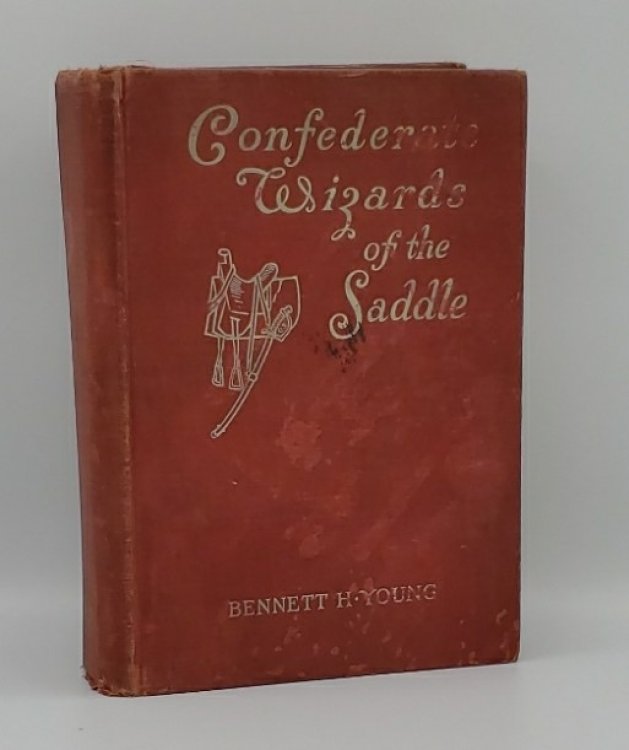 Confederate
Wizards
of the
Saddle
BENNETT H. YOUNG